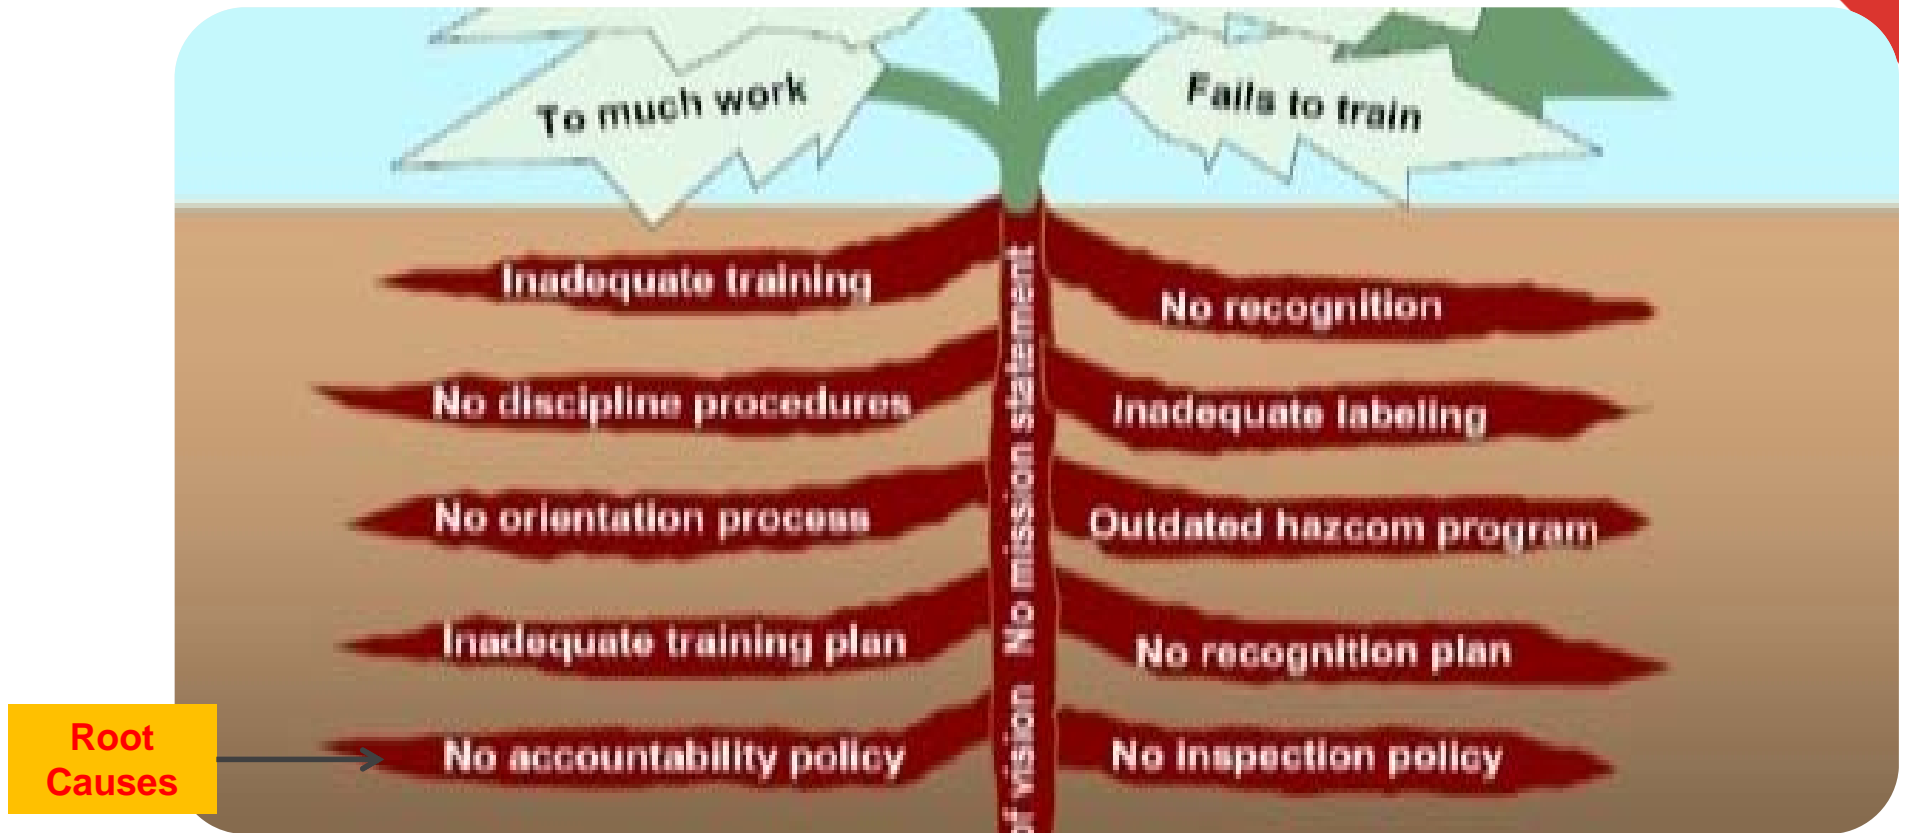 To much work
Fails to train
Inadequate training
No recognition
No discipline procedures
Inadequate labeling
No orientation process
Outdated hazcom program
Inadequate training plan
No recognition plan
No accountability policy
No inspection policy
of vision No mission statement
Root
Causes